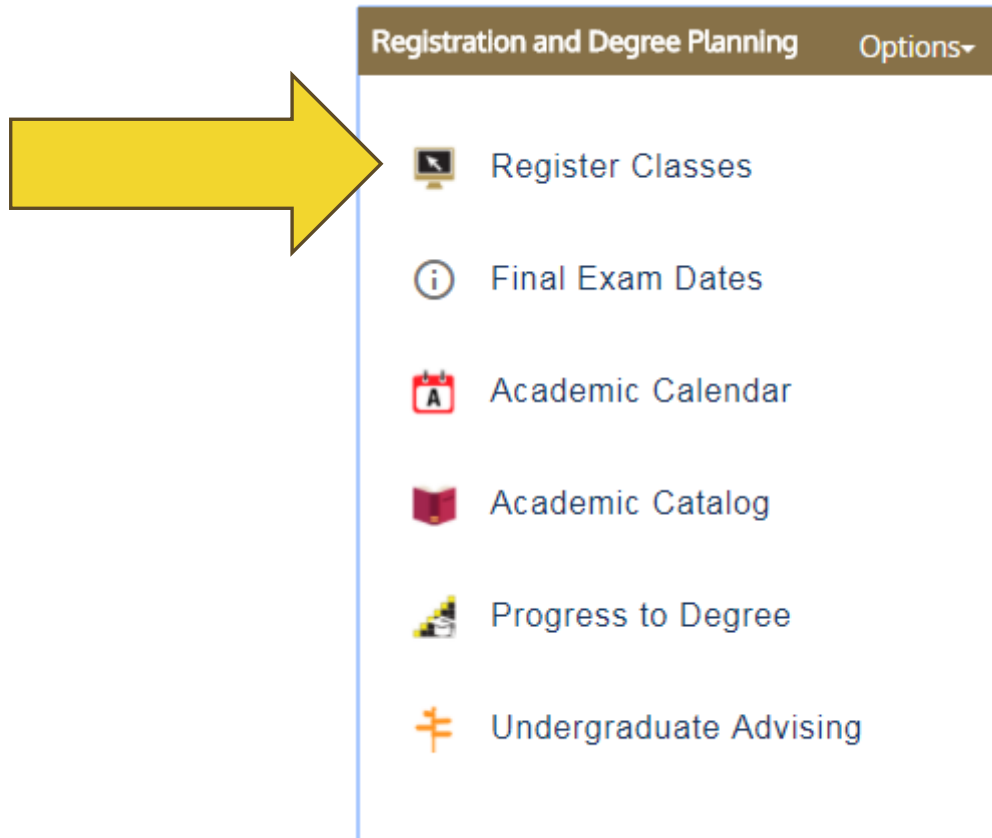 Registration and Degree Planning Options
Register Classes
Final Exam Dates
A
Academic Calendar
Academic Catalog
Progress to Degree
Undergraduate Advising